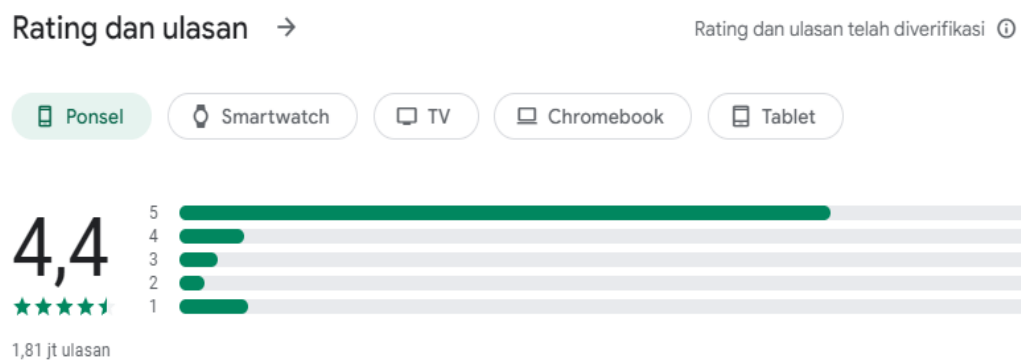 Rating dan ulasan
Rating dan ulasan telah diverifikasi
Ponsel
Smartwatch
TV
Chromebook
Tablet
4,4
5
4
3
2
1
1,81 jt ulasan